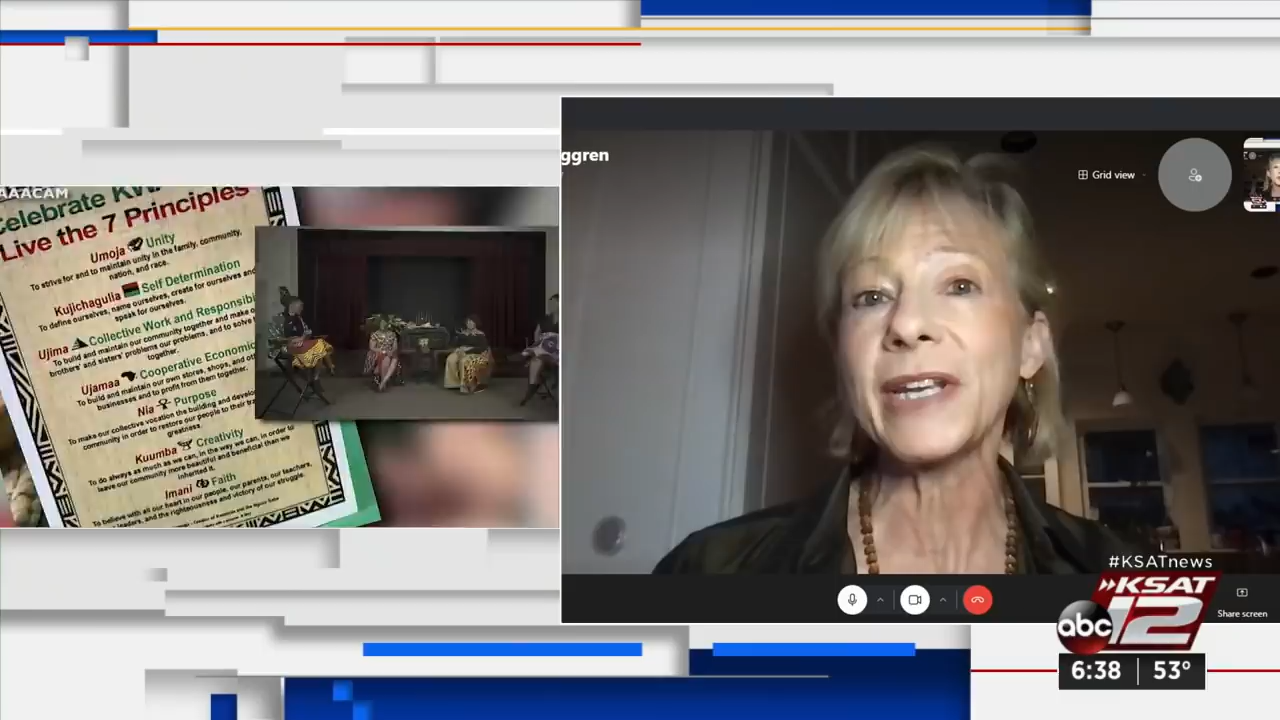 AAACAM
Celebrate KW
Live the 7 Principles
Umoja Unity
To strive for and to maintain unity in the family, community,
nation, and race.
Kujichagulia Self Determination
To define ourselves, name ourselves, create for ourselves and
speak for ourselves.
Ujima Collective Work and Responsibi
To build and maintain our community together and make o
brothers' and sisters' problems our problems, and to solve
together.
Ujamaa Cooperative Economic
To build and maintain our own stores, shops, and ot
businesses and to profit from them together.
Nia Purpose
To make our collective vocation the building and develo
community in order to restore our people to their tr
greatness.
Kuumba Creativity
To do always as much as we can, in the way we can, in order to
leave our community more beautiful and beneficial than we
inherited it.
Imani Faith
To believe with all our heart in our people, our parents, our teachers,
leaders, and the righteousness and victory of our struggle.
ggren
Grid view
#KSATnews
KSAT
abc 12
Share screen
6:38 53°